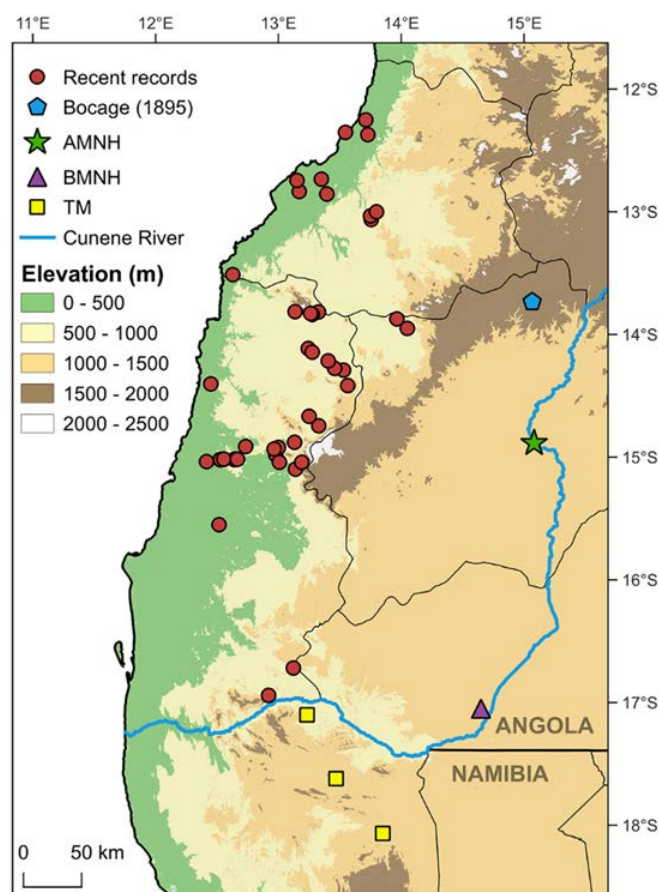 11°E 12°E 13°E 14°E 15°E
Recent records
Bocage (1895)
AMNH
BMNH
TM
Cunene River
Elevation (m)
0 - 500
500 - 1000
1000 - 1500
1500 - 2000
2000 - 2500
12°S
13°S
14°S
15°S
16°S
17°S
ANGOLA
NAMIBIA
18°S
0 50 km